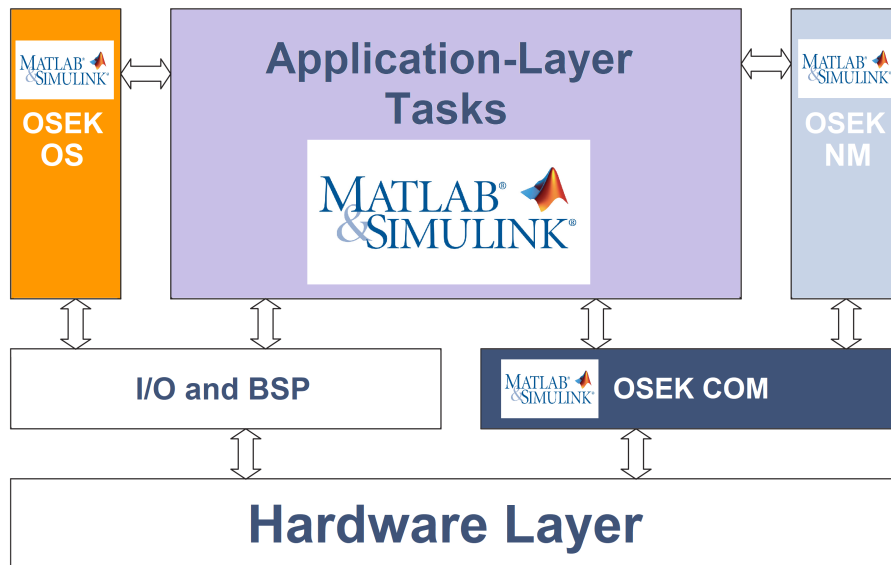 MATLAB®
&SIMULINK®
OSEK
OS
Application-Layer
Tasks
MATLAB®
&SIMULINK®
MATLAB®
&SIMULINK®
OSEK
NM
I/O and BSP
MATLAB®
&SIMULINK®
OSEK COM
Hardware Layer